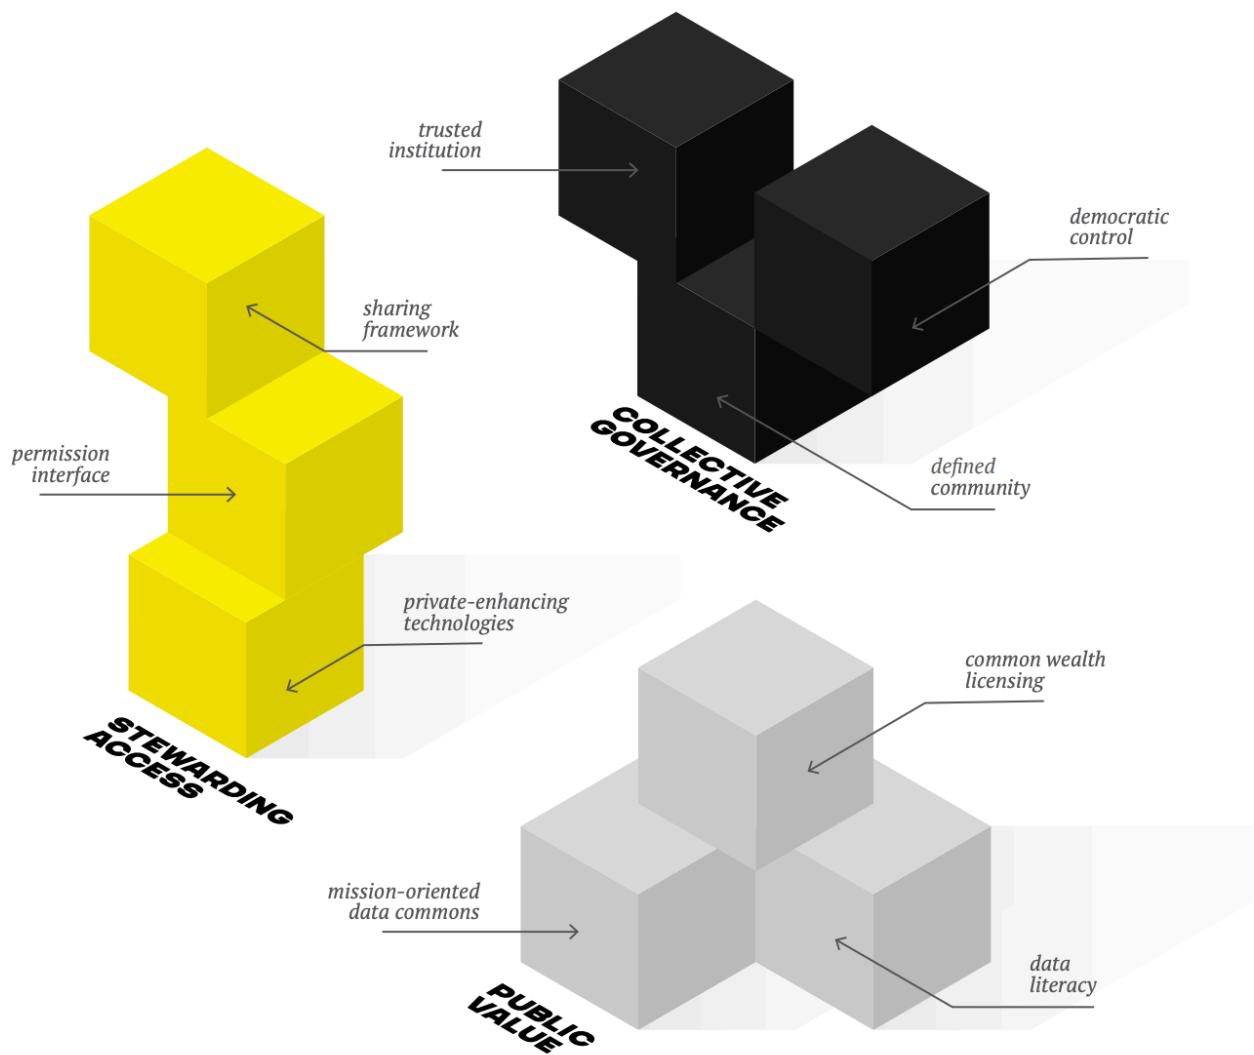 trusted
institution
democratic
control
defined
community
COLLECTIVE
GOVERNANCE
sharing
framework
permission
interface
private-enhancing
technologies
STEWARDING
ACCESS
common wealth
licensing
mission-oriented
data commons
data
literacy
PUBLIC
VALUE